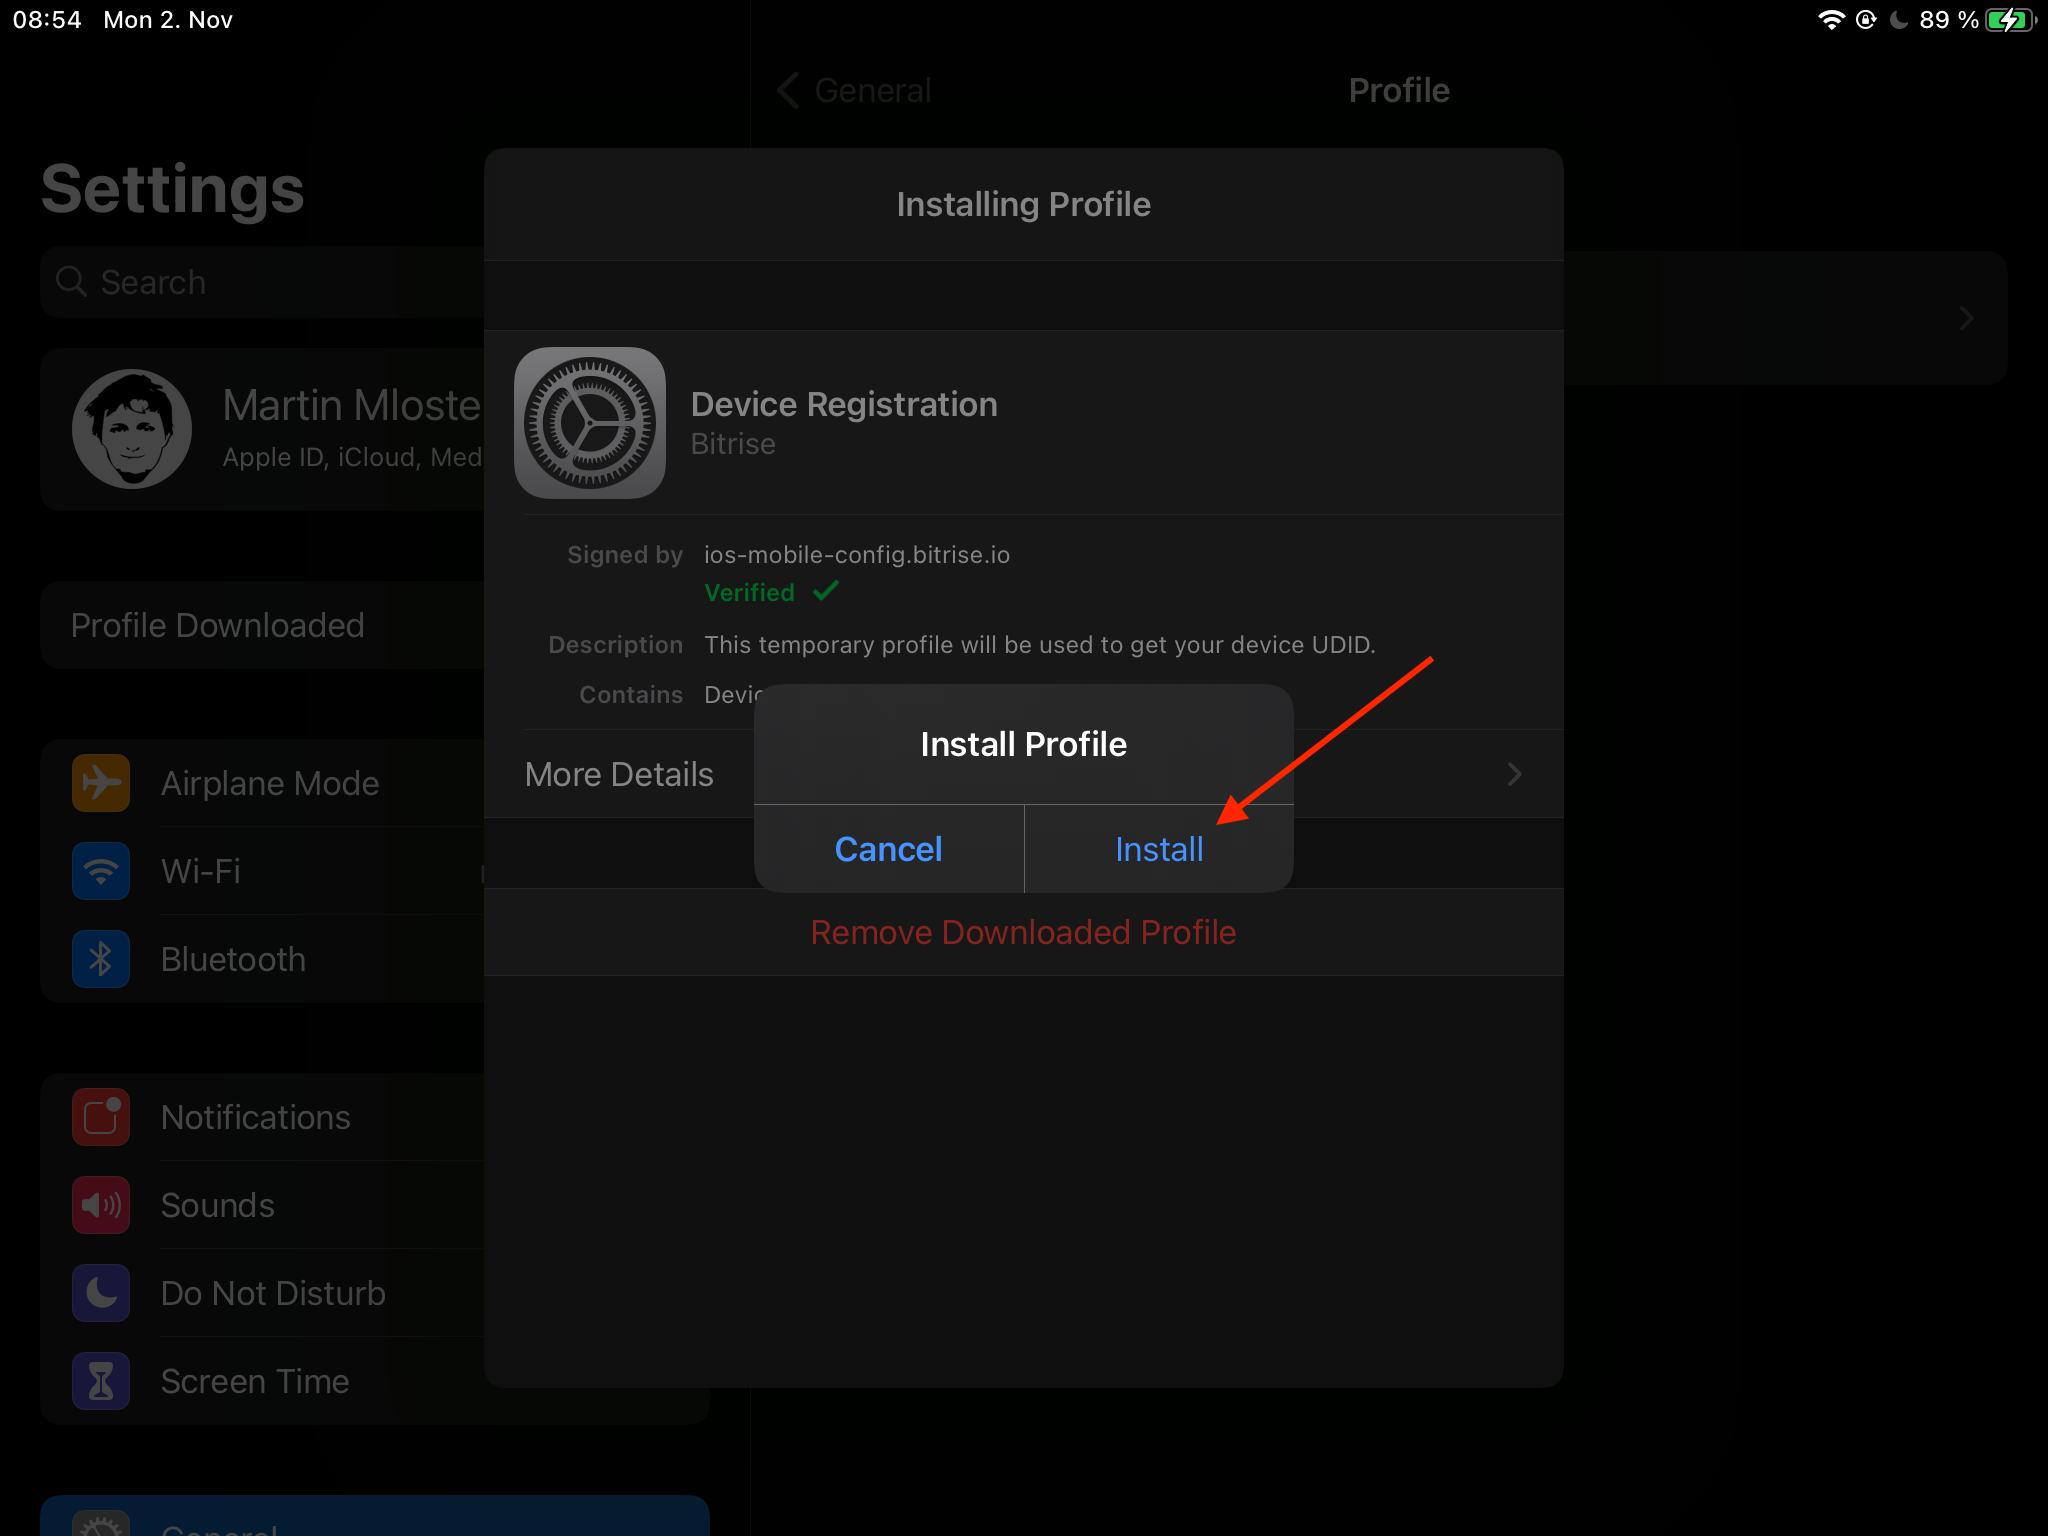 08:54 Mon 2. Nov
89 %
Settings
Search
Martin Mloste
Apple ID, iCloud, Med
Profile Downloaded
Airplane Mode
Wi-Fi
Bluetooth
Notifications
Sounds
Do Not Disturb
Screen Time
General
General
Profile
Installing Profile
Device Registration
Bitrise
Signed by ios-mobile-config.bitrise.io
Verified
Description This temporary profile will be used to get your device UDID.
Contains Devic
More Details
Install Profile
Cancel Install
Remove Downloaded Profile